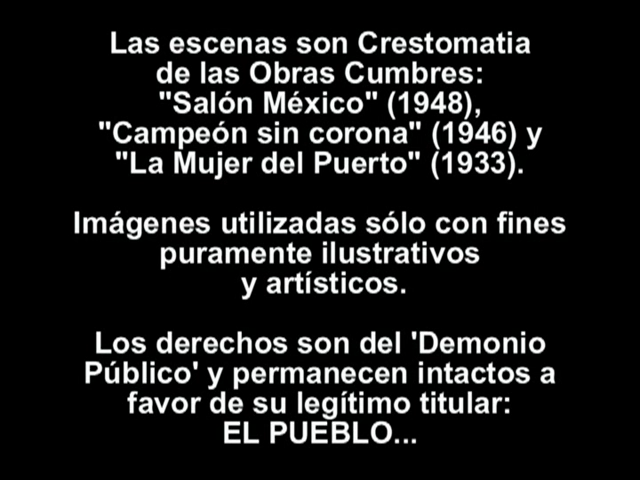 Las escenas son Crestomatia
de las Obras Cumbres:
"Salón México" (1948),
"Campeón sin corona" (1946) y
"La Mujer del Puerto" (1933).
Imágenes utilizadas sólo con fines
puramente ilustrativos
y artísticos.
Los derechos son del 'Demonio
Público' y permanecen intactos a
favor de su legítimo titular:
EL PUEBLO...